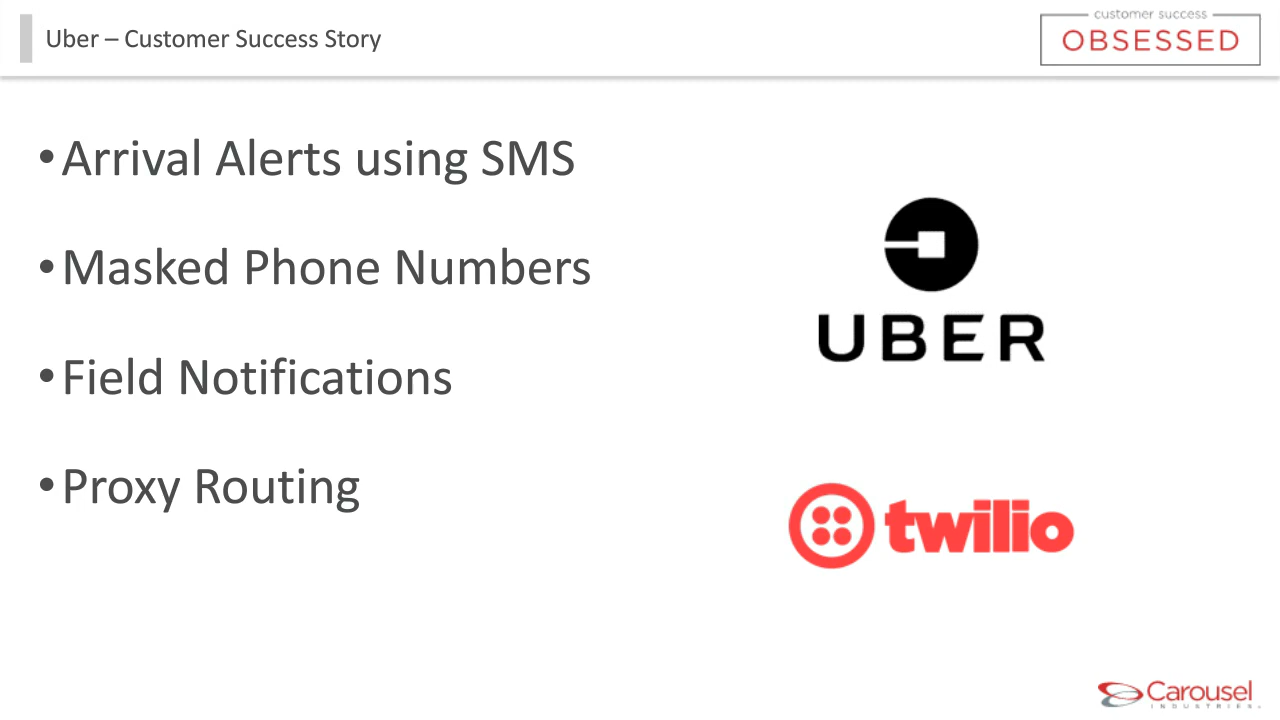 Uber – Customer Success Story
customer success
OBSESSED
•Arrival Alerts using SMS
•Masked Phone Numbers
•Field Notifications
•Proxy Routing
UBER
twilio
Carousel
INDUSTRIES